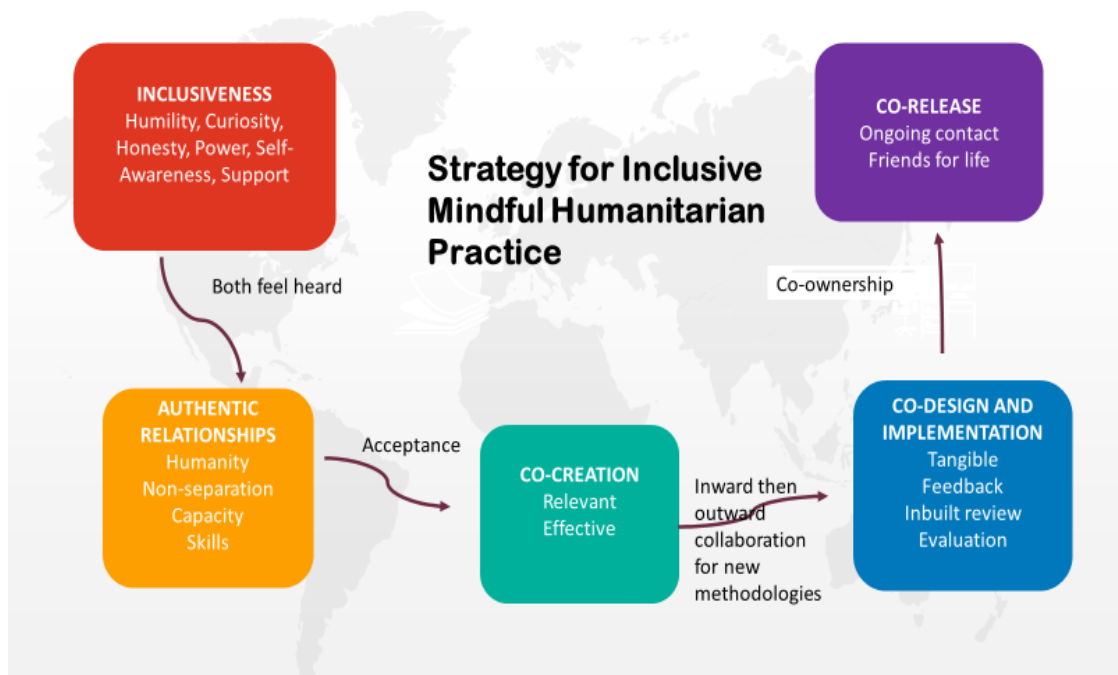 INCLUSIVENESS
Humility, Curiosity,
Honesty, Power, Self-
Awareness, Support
Strategy for Inclusive
Mindful Humanitarian
Practice
CO-RELEASE
Ongoing contact
Friends for life
Both feel heard
Co-ownership
AUTHENTIC
RELATIONSHIPS
Humanity
Non-separation
Capacity
Skills
Acceptance
CO-CREATION
Relevant
Effective
Inward then
outward
collaboration
for new
methodologies
CO-DESIGN AND
IMPLEMENTATION
Tangible
Feedback
Inbuilt review
Evaluation